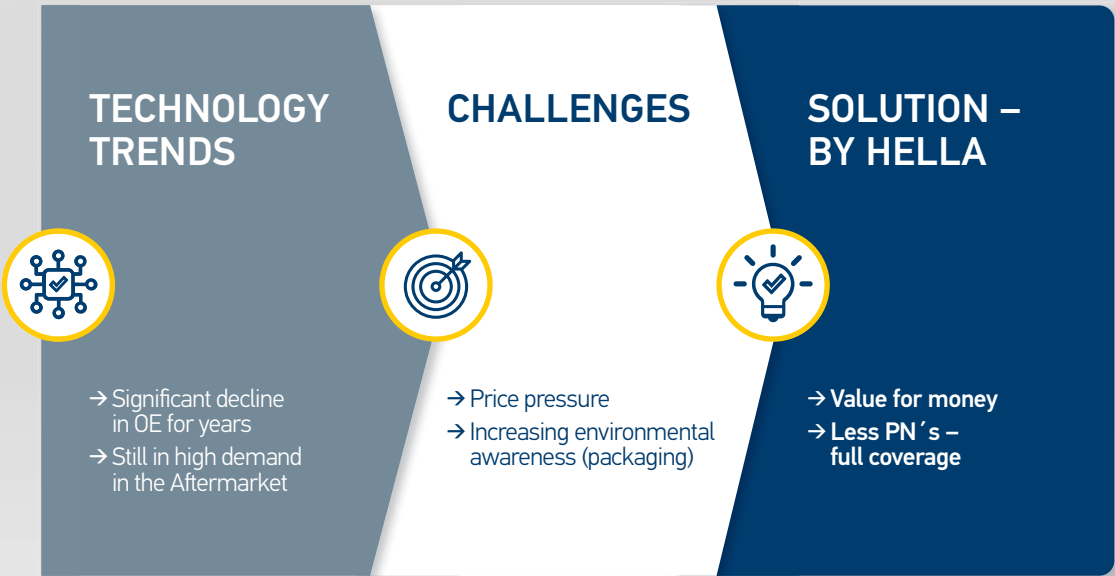 TECHNOLOGY
TRENDS
→ Significant decline
in OE for years
→ Still in high demand
in the Aftermarket
CHALLENGES
→ Price pressure
→ Increasing environmental
awareness (packaging)
SOLUTION –
BY HELLA
→ Value for money
→ Less PN´s –
full coverage